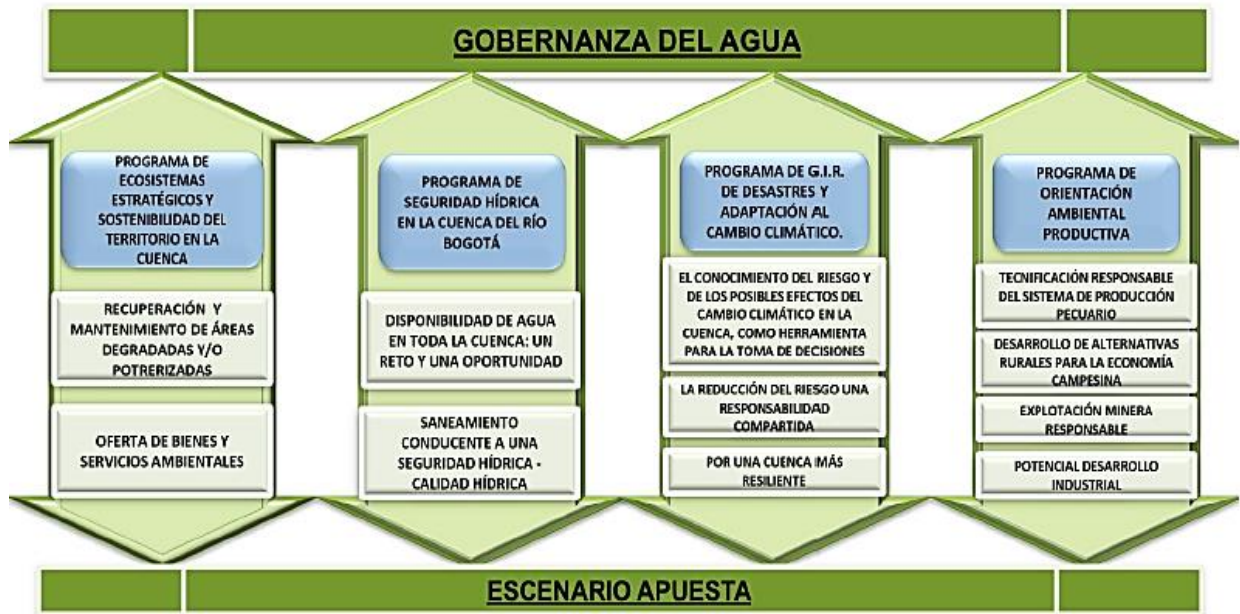 GOBERNANZA DEL AGUA
PROGRAMA DE
ECOSISTEMAS
ESTRATÉGICOS Y
SOSTENIBILIDAD DEL
TERRITORIO EN LA
CUENCA
RECUPERACIÓN Y
MANTENIMIENTO DE ÁREAS
DEGRADADAS Y/O
POTRERIZADAS
OFERTA DE BIENES Y
SERVICIOS AMBIENTALES
PROGRAMA DE
SEGURIDAD HÍDRICA
EN LA CUENCA DEL RÍO
BOGOTÁ
DISPONIBILIDAD DE AGUA
EN TODA LA CUENCA: UN
RETO Y UNA OPORTUNIDAD
SANEAMIENTO
CONDUCENTE A UNA
SEGURIDAD HÍDRICA -
CALIDAD HÍDRICA
PROGRAMA DE G.I.R.
DE DESASTRES Y
ADAPTACIÓN AL
CAMBIO CLIMÁTICO.
EL CONOCIMIENTO DEL RIESGO Y
DE LOS POSIBLES EFECTOS DEL
CAMBIO CLIMÁTICO EN LA
CUENCA, COMO HERRAMIENTA
PARA LA TOMA DE DECISIONES
LA REDUCCIÓN DEL RIESGO UNA
RESPONSABILIDAD
COMPARTIDA
POR UNA CUENCA MÁS
RESILIENTE
PROGRAMA DE
ORIENTACIÓN
AMBIENTAL
PRODUCTIVA
TECNIFICACIÓN RESPONSABLE
DEL SISTEMA DE PRODUCCIÓN
PECUARIO
DESARROLLO DE ALTERNATIVAS
RURALES PARA LA ECONOMÍA
CAMPESINA
EXPLOTACIÓN MINERA
RESPONSABLE
POTENCIAL DESARROLLO
INDUSTRIAL
ESCENARIO APUESTA